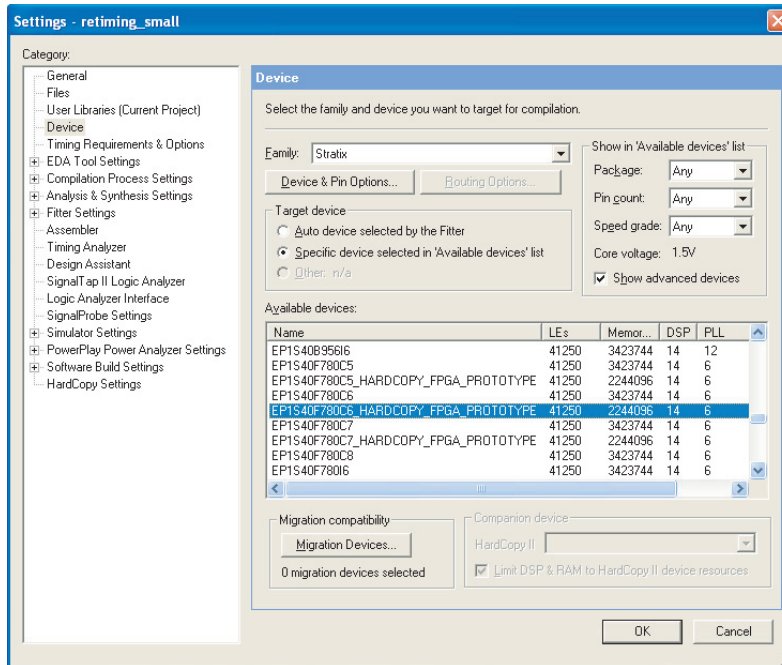 Settings - retiming_small
Category:
General
Files
User Libraries (Current Project)
Device
Timing Requirements & Options
EDA Tool Settings
Compilation Process Settings
Analysis & Synthesis Settings
Fitter Settings
Assembler
Timing Analyzer
Design Assistant
SignalTap II Logic Analyzer
Logic Analyzer Interface
SignalProbe Settings
Simulator Settings
PowerPlay Power Analyzer Settings
Software Build Settings
HardCopy Settings
Device
Select the family and device you want to target for compilation.
Family: Stratix
Device & Pin Options... Routing Options...
Target device
Auto device selected by the Fitter
Specific device selected in 'Available devices' list
Other: n/a
Show in 'Available devices' list
Package: Any
Pin count: Any
Speed grade: Any
Core voltage: 1.5V
Show advanced devices
Available devices:
Name LEs Memor... DSP PLL
EP1S40B956I6 41250 3423744 14 12
EP1S40F780C5 41250 3423744 14 6
EP1S40F780C5_HARDCOPY_FPGA_PROTOTYPE 41250 2244096 14 6
EP1S40F780C6 41250 3423744 14 6
EP1S40F780C6_HARDCOPY_FPGA_PROTOTYPE 41250 2244096 14 6
EP1S40F780C7 41250 3423744 14 6
EP1S40F780C7_HARDCOPY_FPGA_PROTOTYPE 41250 2244096 14 6
EP1S40F780C8 41250 3423744 14 6
EP1S40F780I6 41250 3423744 14 6
Migration compatibility
Migration Devices...
0 migration devices selected
Companion device
HardCopy II
Limit DSP & RAM to HardCopy II device resources
OK Cancel